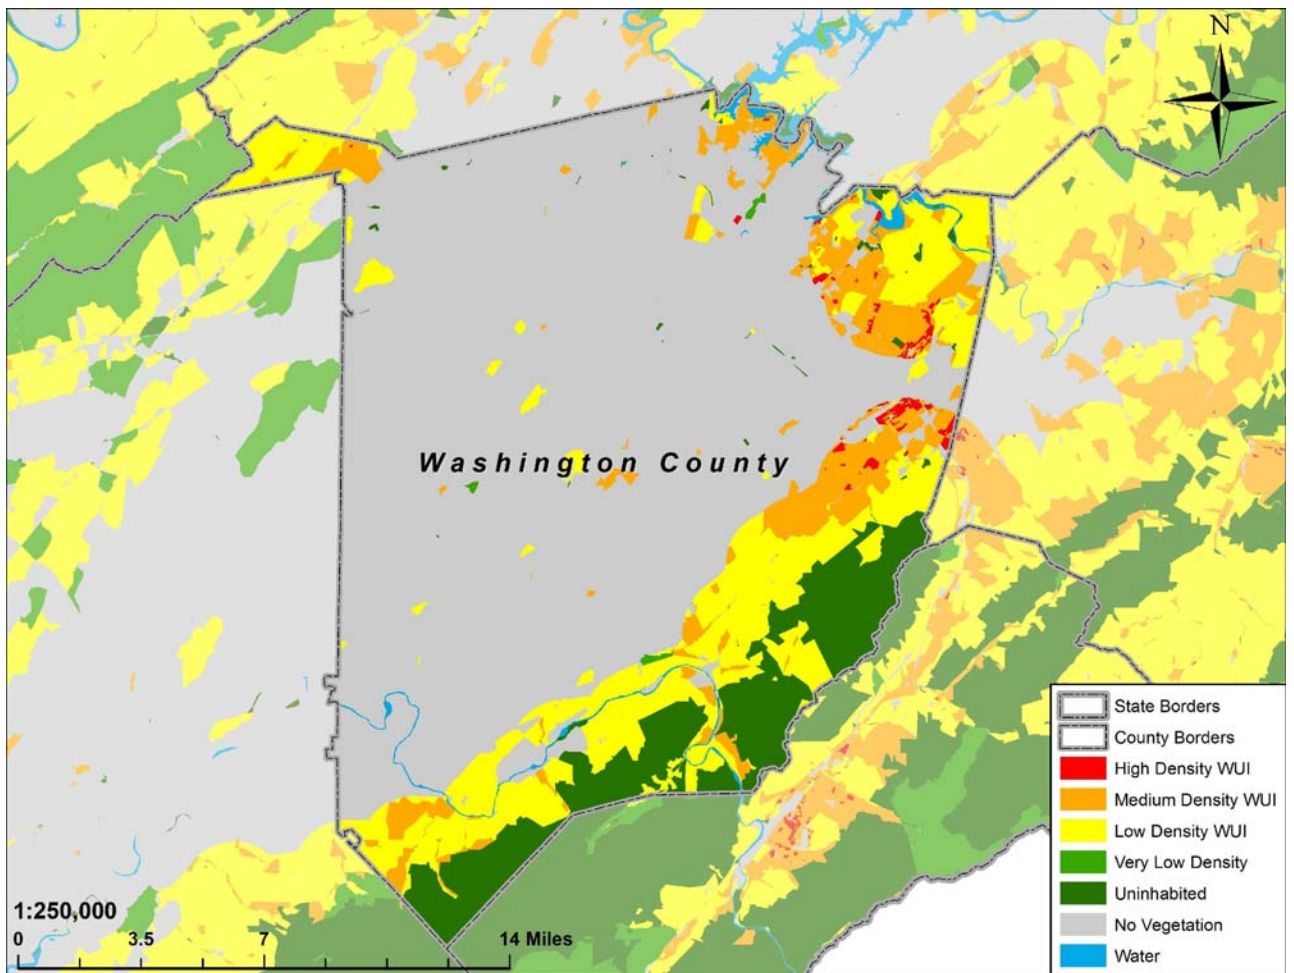 N
Washington County
1:250,000
0 3.5 7 14 Miles
State Borders
County Borders
High Density WUI
Medium Density WUI
Low Density WUI
Very Low Density
Uninhabited
No Vegetation
Water